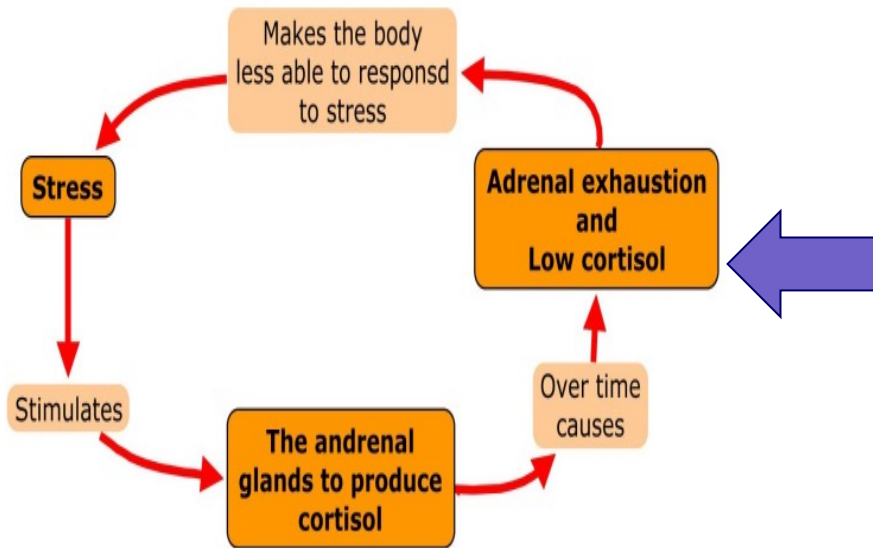 Makes the body
less able to responsd
to stress
Stress
Adrenal exhaustion
and
Low cortisol
Stimulates
Over time
causes
The andrenal
glands to produce
cortisol